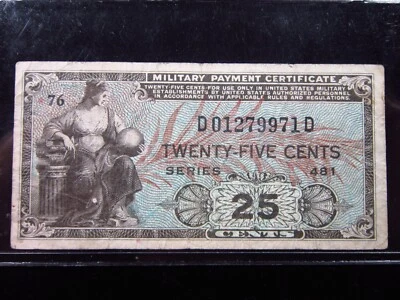 MILITARY PAYMENT CERTIFICATE
TWENTY-FIVE CENTS-FOR USE ONLY IN UNITED STATES MILITARY
ESTABLISHMENTS BY UNITED STATES AUTHORIZED PERSONNEL
IN ACCORDANCE WITH APPLICABLE RULES AND REGULATIONS.
76
D01279971D
TWENTY-FIVE CENTS
SERIES 481
25
CENTS